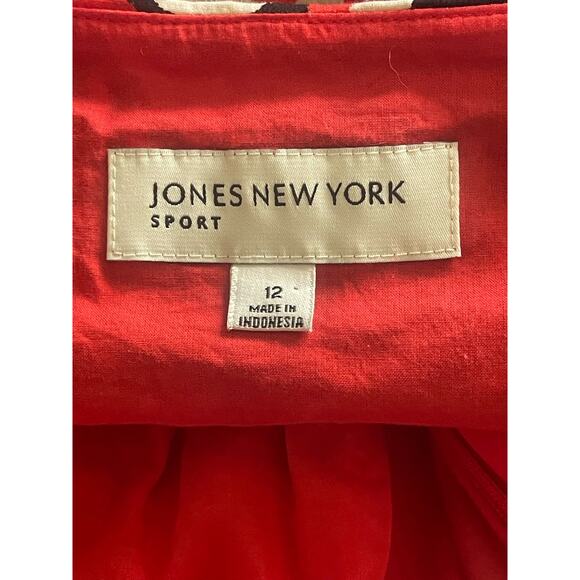 JONES NEW YORK
SPORT
12
MADE IN
INDONESIA